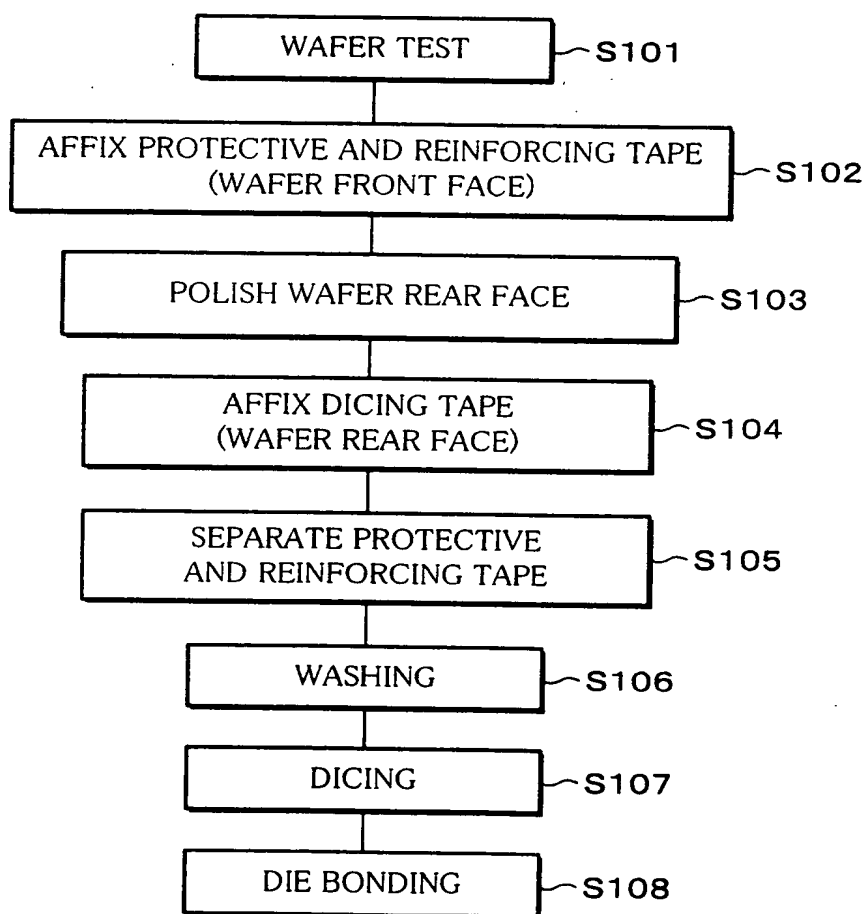 WAFER TEST
S101
AFFIX PROTECTIVE AND REINFORCING TAPE
(WAFER FRONT FACE)
S102
POLISH WAFER REAR FACE
S103
AFFIX DICING TAPE
(WAFER REAR FACE)
S104
SEPARATE PROTECTIVE
AND REINFORCING TAPE
S105
WASHING
S106
DICING
S107
DIE BONDING
S108